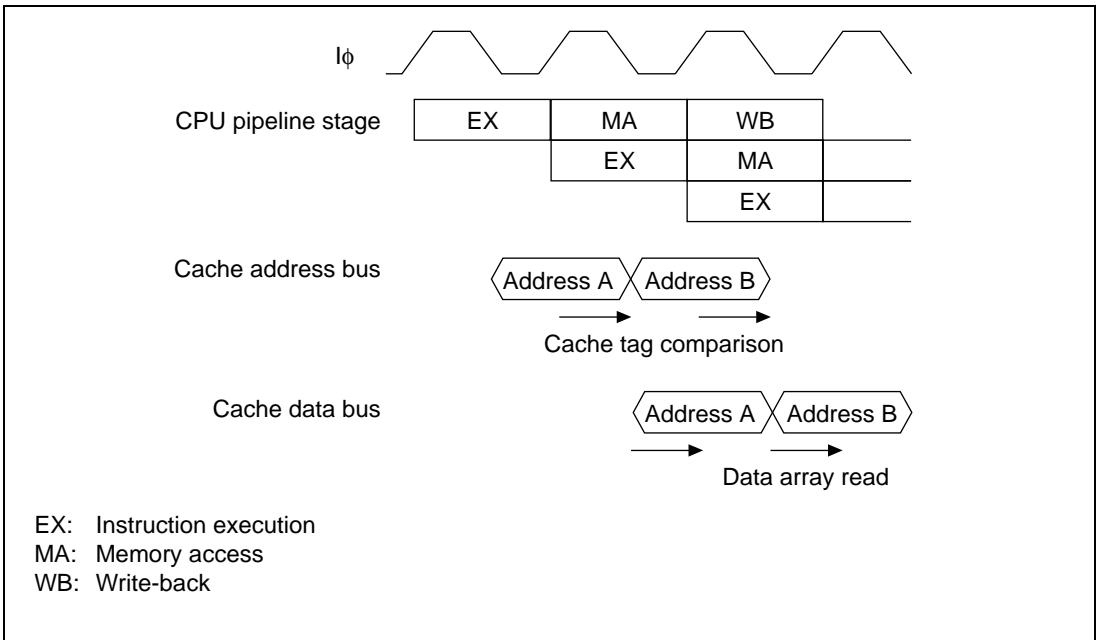 Iϕ
CPU pipeline stage EX MA WB
EX MA
EX
Cache address bus Address A Address B
Cache tag comparison
Cache data bus Address A Address B
Data array read
EX: Instruction execution
MA: Memory access
WB: Write-back